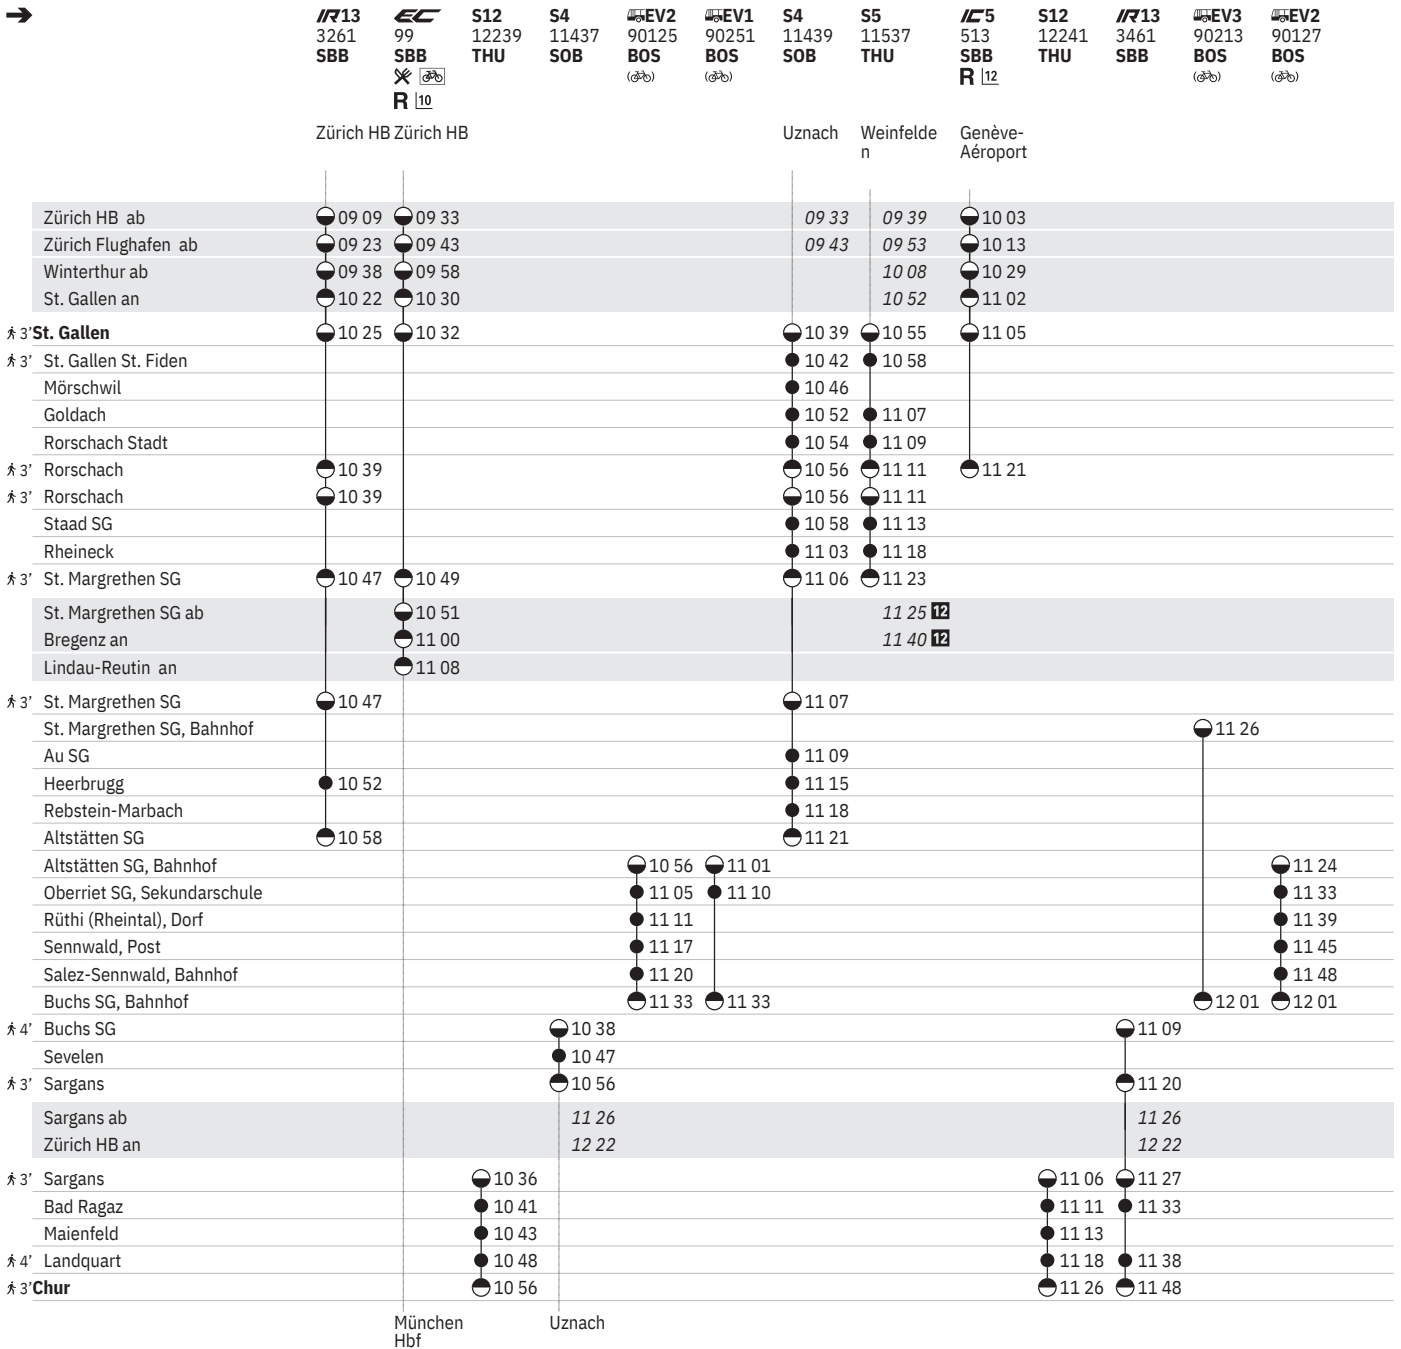 IR13 EC S12 S4 EV2 EV1 S4 S5 IC5 S12 IR13 EV3 EV2
3261 99 12239 11437 90125 90251 11439 11537 513 12241 3461 90213 90127
SBB SBB THU SOB BOS BOS SOB THU SBB THU SBB BOS BOS
R 10 R 12
Zürich HB Zürich HB Uznach Weinfelde Genève-
n Aéroport
Zürich HB ab 09 09 09 33 09 33 09 39 10 03
Zürich Flughafen ab 09 23 09 43 09 43 09 53 10 13
Winterthur ab 09 38 09 58 10 08 10 29
St. Gallen an 10 22 10 30 10 52 11 02
3’ St. Gallen 10 25 10 32 10 39 10 55 11 05
3’ St. Gallen St. Fiden 10 42 10 58
Mörschwil 10 46
Goldach 10 52 11 07
Rorschach Stadt 10 54 11 09
3’ Rorschach 10 39 10 56 11 11 11 21
3’ Rorschach 10 39 10 56 11 11
Staad SG 10 58 11 13
Rheineck 11 03 11 18
3’ St. Margrethen SG 10 47 10 49 11 06 11 23
St. Margrethen SG ab 10 51 11 25 12
Bregenz an 11 00 11 40 12
Lindau-Reutin an 11 08
3’ St. Margrethen SG 10 47 11 07
St. Margrethen SG, Bahnhof 11 26
Au SG 11 09
Heerbrugg 10 52 11 15
Rebstein-Marbach 11 18
Altstätten SG 10 58 11 21
Altstätten SG, Bahnhof 10 56 11 01 11 24
Oberriet SG, Sekundarschule 11 05 11 10 11 33
Rüthi (Rheintal), Dorf 11 11 11 39
Sennwald, Post 11 17 11 45
Salez-Sennwald, Bahnhof 11 20 11 48
Buchs SG, Bahnhof 11 33 11 33 12 01 12 01
4’ Buchs SG 10 38 11 09
Sevelen 10 47
3’ Sargans 10 56 11 20
Sargans ab 11 26 11 26
Zürich HB an 12 22 12 22
3’ Sargans 10 36 11 06 11 27
Bad Ragaz 10 41 11 11 11 33
Maienfeld 10 43 11 13
4’ Landquart 10 48 11 18 11 38
3’ Chur 10 56 11 26 11 48
München Uznach
Hbf